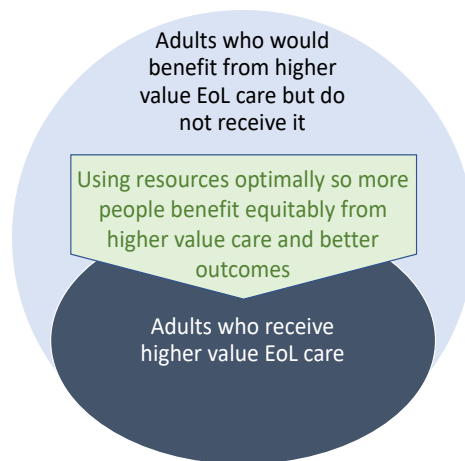 Adults who would
benefit from higher
value EoL care but do
not receive it
Using resources optimally so more
people benefit equitably from
higher value care and better
outcomes
Adults who receive
higher value EoL care